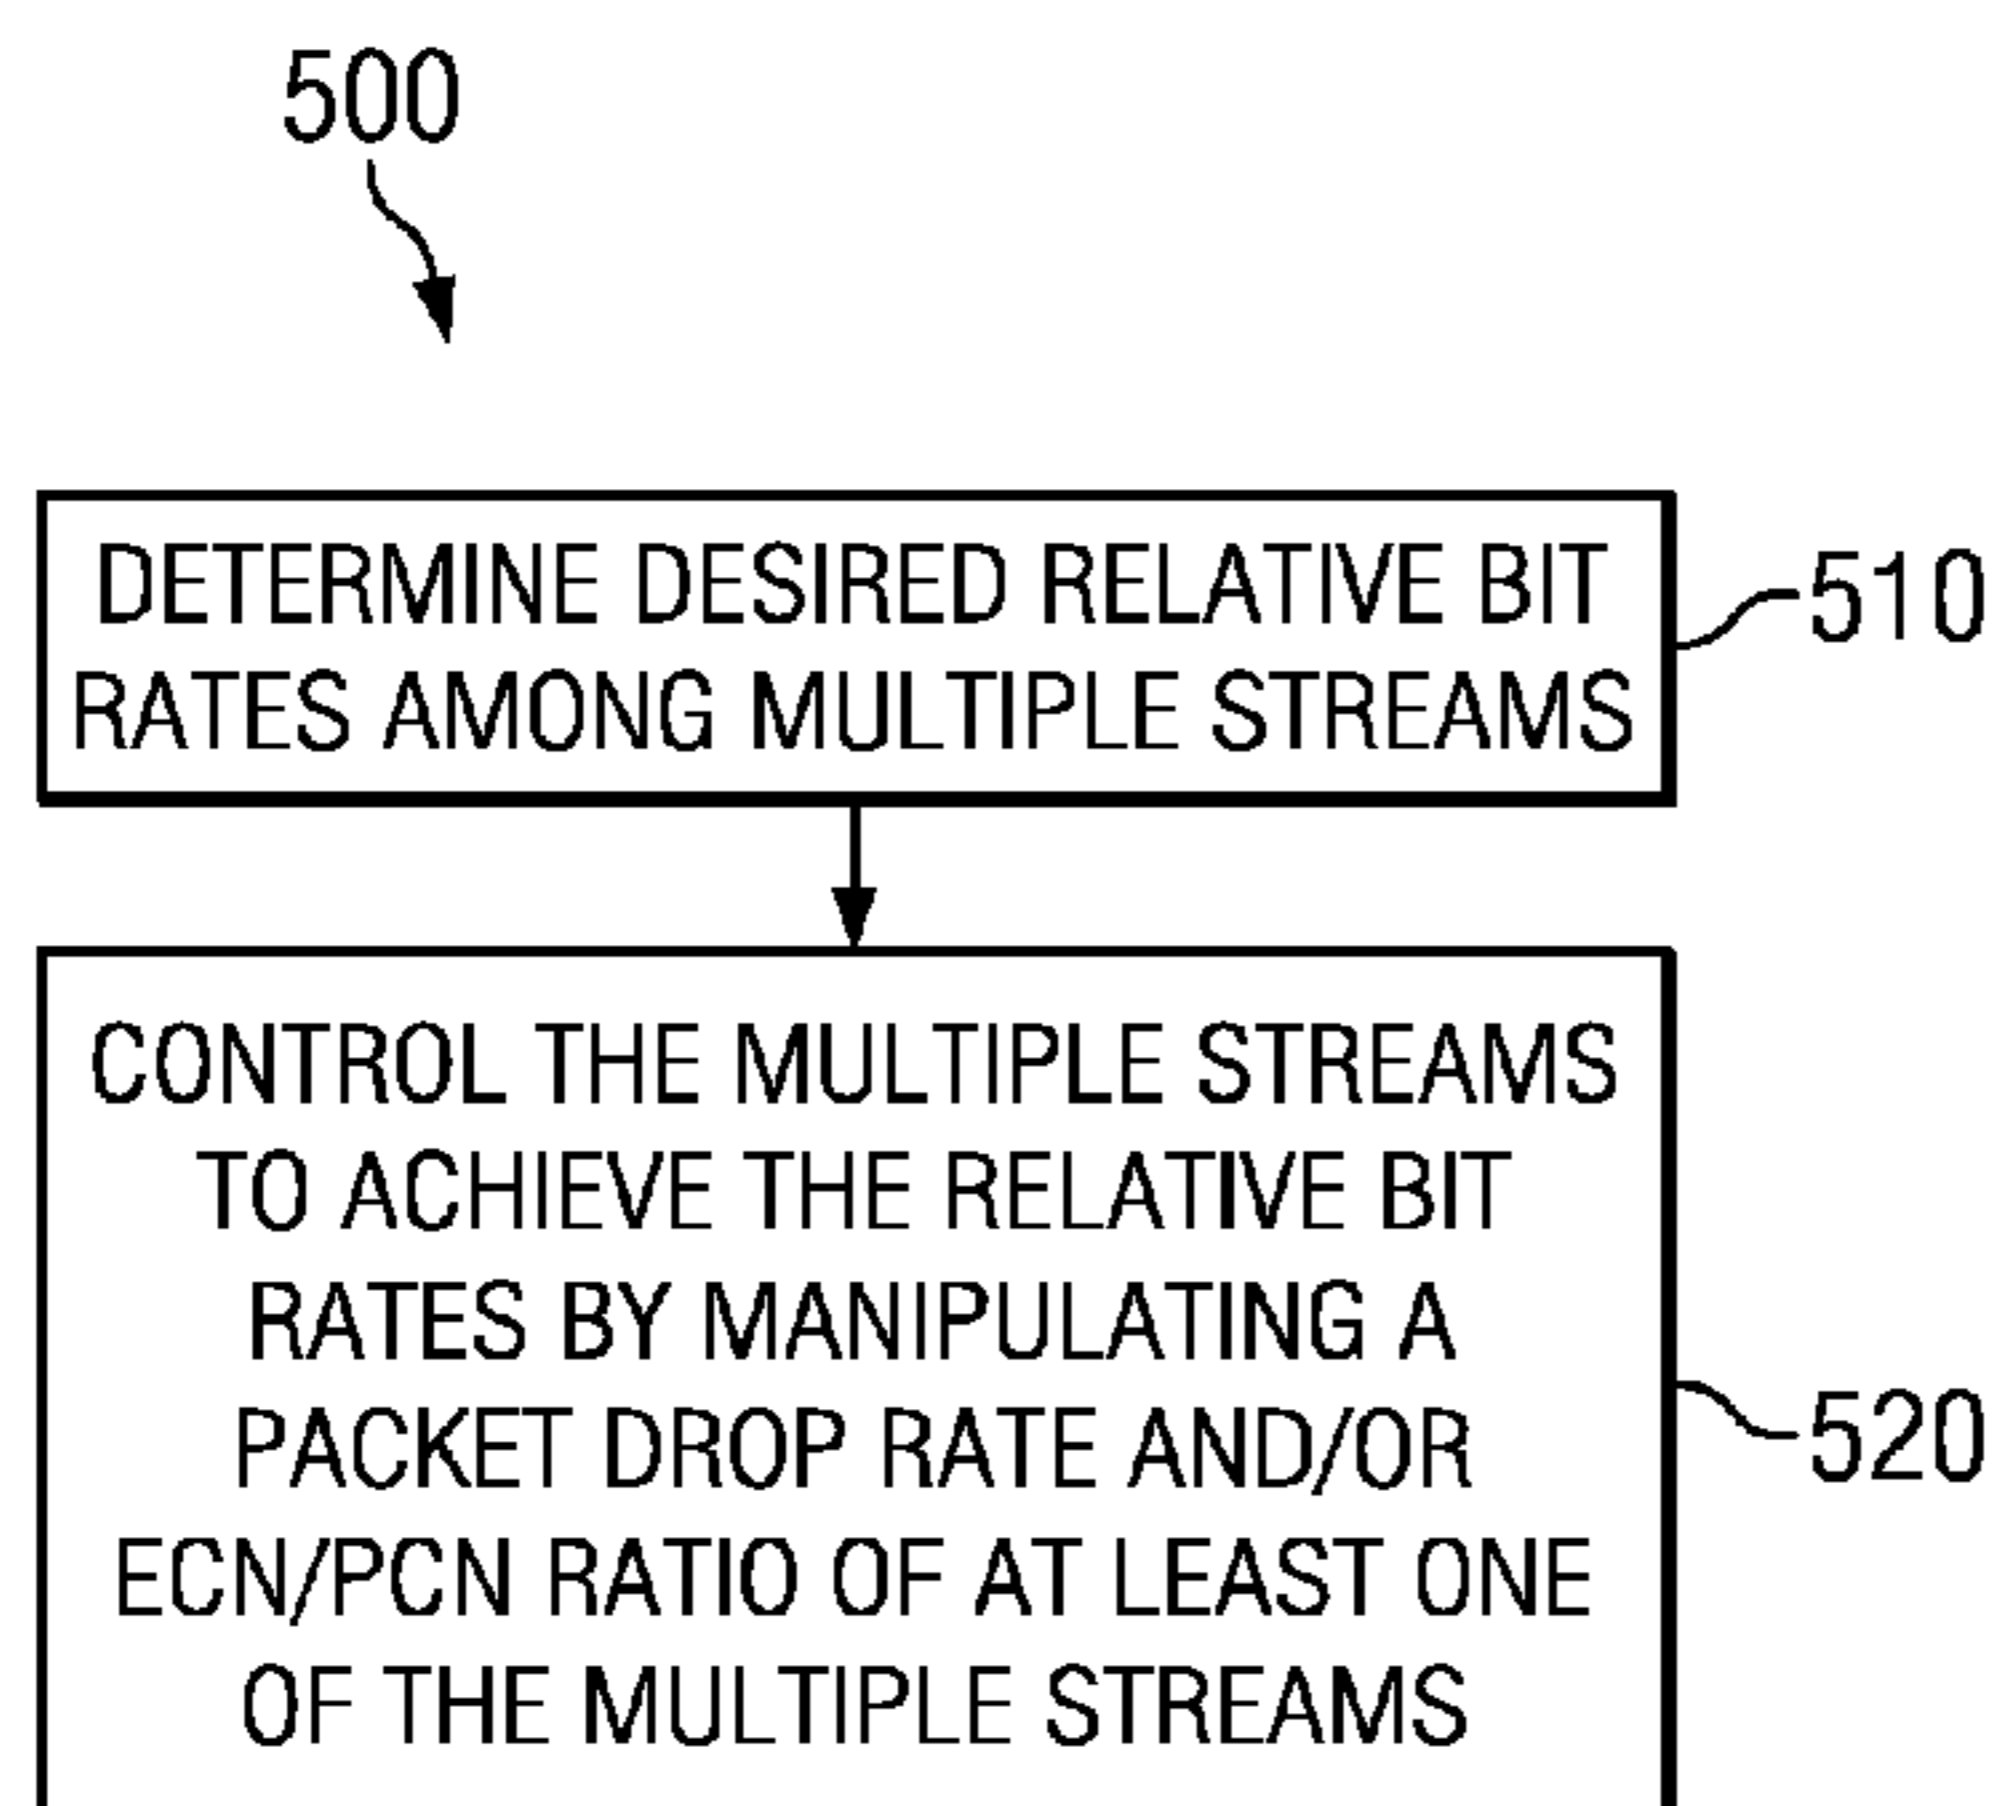 500
DETERMINE DESIRED RELATIVE BIT
RATES AMONG MULTIPLE STREAMS
510
CONTROL THE MULTIPLE STREAMS
TO ACHIEVE THE RELATIVE BIT
RATES BY MANIPULATING A
PACKET DROP RATE AND/OR
ECN/PCN RATIO OF AT LEAST ONE
OF THE MULTIPLE STREAMS
520